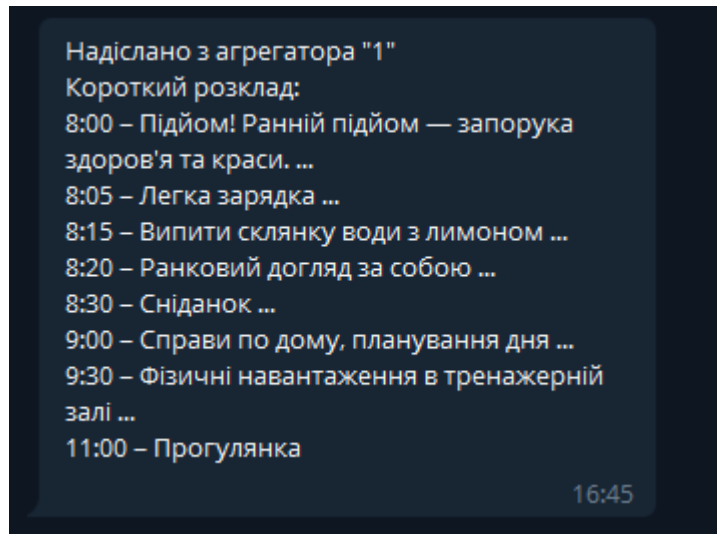 Надіслано з агрегатора "1"
Короткий розклад:
8:00 – Підйом! Ранній підйом — запорука
здоров'я та краси. ...
8:05 – Легка зарядка ...
8:15 – Випити склянку води з лимоном ...
8:20 – Ранковий догляд за собою ...
8:30 – Сніданок ...
9:00 – Справи по дому, планування дня ...
9:30 – Фізичні навантаження в тренажерній
залі ...
11:00 – Прогулянка
16:45